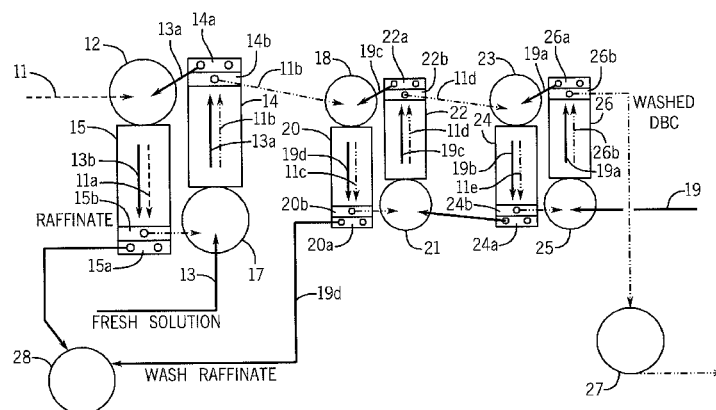 14a
12
13a
14b
22a
26a
18
19c
22b
23
19a
26b
11
11b
11d
WASHED
DBC
14
15
11b
13a
20
22
11d
19c
24
26
26b
19a
13b
11a
19d
11c
19b
11e
RAFFINATE
15b
20b
24b
19
15a
17
20a
21
24a
25
13
19d
FRESH SOLUTION
28
WASH RAFFINATE
27